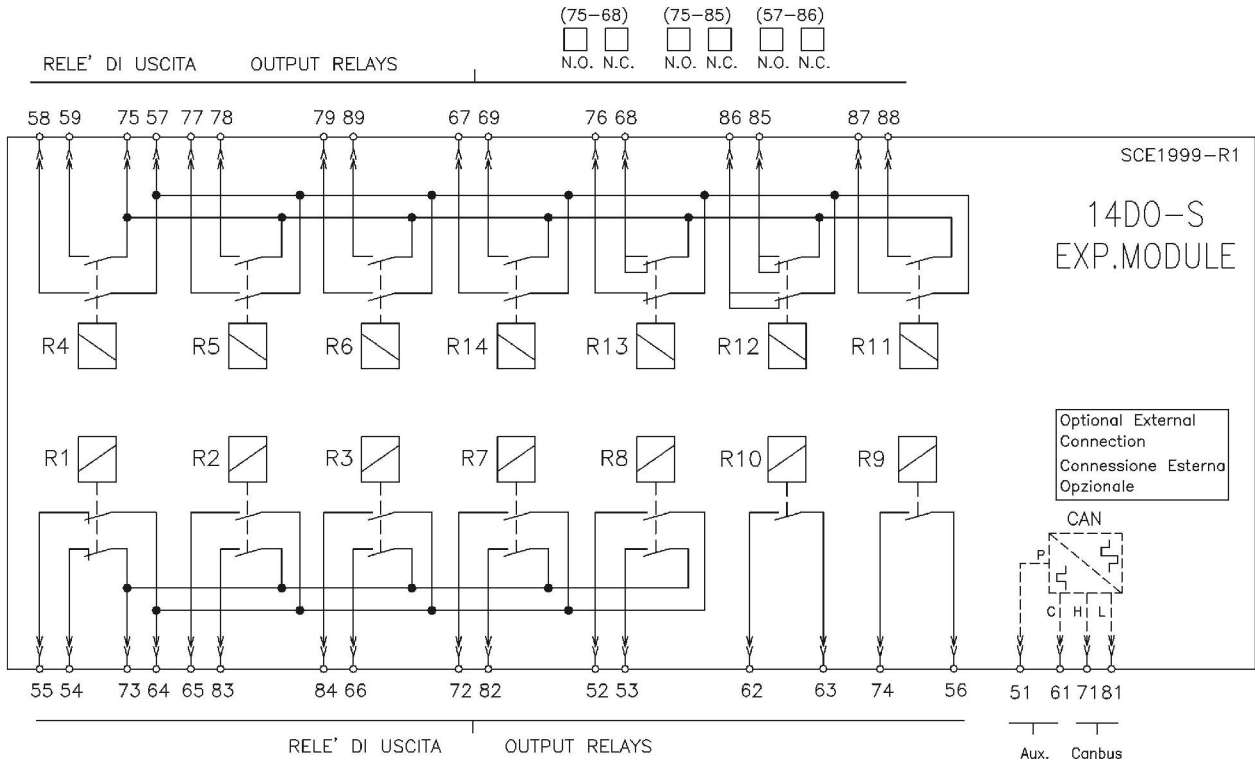 (75-68) (75-85) (57-86)
N.O. N.C. N.O. N.C. N.O. N.C.
RELE' DI USCITA OUTPUT RELAYS
58 59 75 57 77 78 79 89 67 69 76 68 86 85 87 88
SCE1999-R1
14DO-S
EXP.MODULE
R4 R5 R6 R14 R13 R12 R11
R1 R2 R3 R7 R8 R10 R9
Optional External
Connection
Connessione Esterna
Opzionale
CAN
P
C H L
55 54 73 64 65 83 84 66 72 82 52 53 62 63 74 56 51 61 71 81
RELE' DI USCITA OUTPUT RELAYS
Aux. Canbus